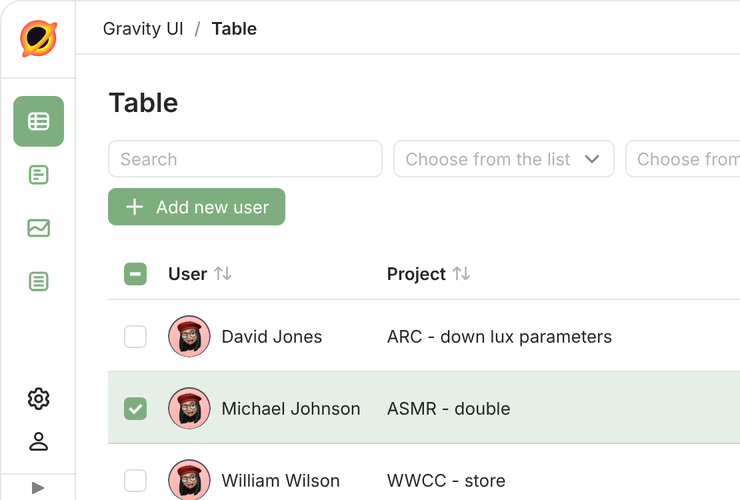 Gravity UI / Table
Table
Search
Choose from the list
Choose from
Add new user
User
Project
David Jones
ARC - down lux parameters
Michael Johnson
ASMR - double
William Wilson
WWCC - store